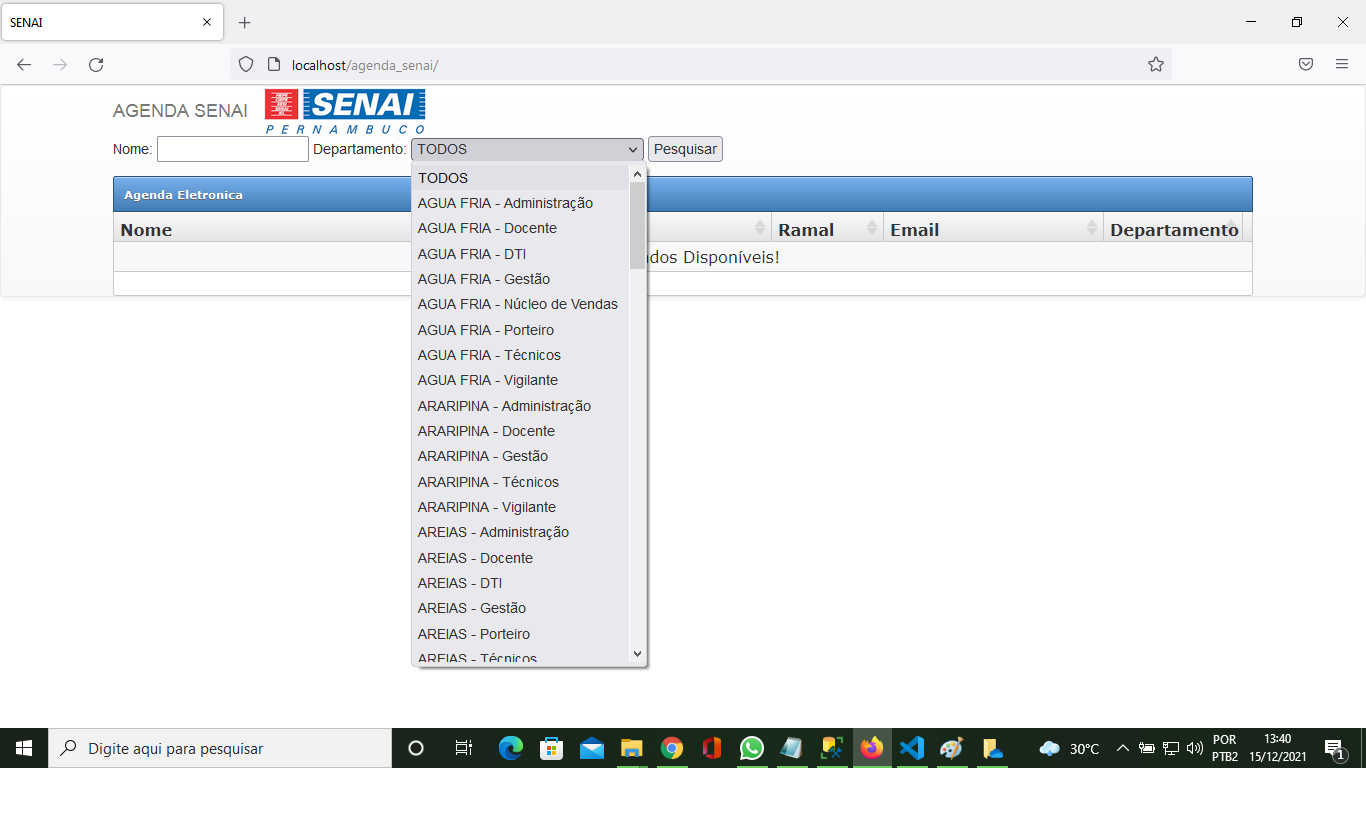 SENAI
localhost/agenda_senai/
AGENDA SENAI SENAI
PERNAMBUCO
Nome: Departamento: TODOS Pesquisar
Agenda Eletronica
Nome Ramal Email Departamento
dos Disponíveis!
TODOS
AGUA FRIA - Administração
AGUA FRIA - Docente
AGUA FRIA - DTI
AGUA FRIA - Gestão
AGUA FRIA - Núcleo de Vendas
AGUA FRIA - Porteiro
AGUA FRIA - Técnicos
AGUA FRIA - Vigilante
ARARIPINA - Administração
ARARIPINA - Docente
ARARIPINA - Gestão
ARARIPINA - Técnicos
ARARIPINA - Vigilante
AREIAS - Administração
AREIAS - Docente
AREIAS - DTI
AREIAS - Gestão
AREIAS - Porteiro
AREIAS - Técnicos
Digite aqui para pesquisar
30°C
POR
PTB2
13:40
15/12/2021
1